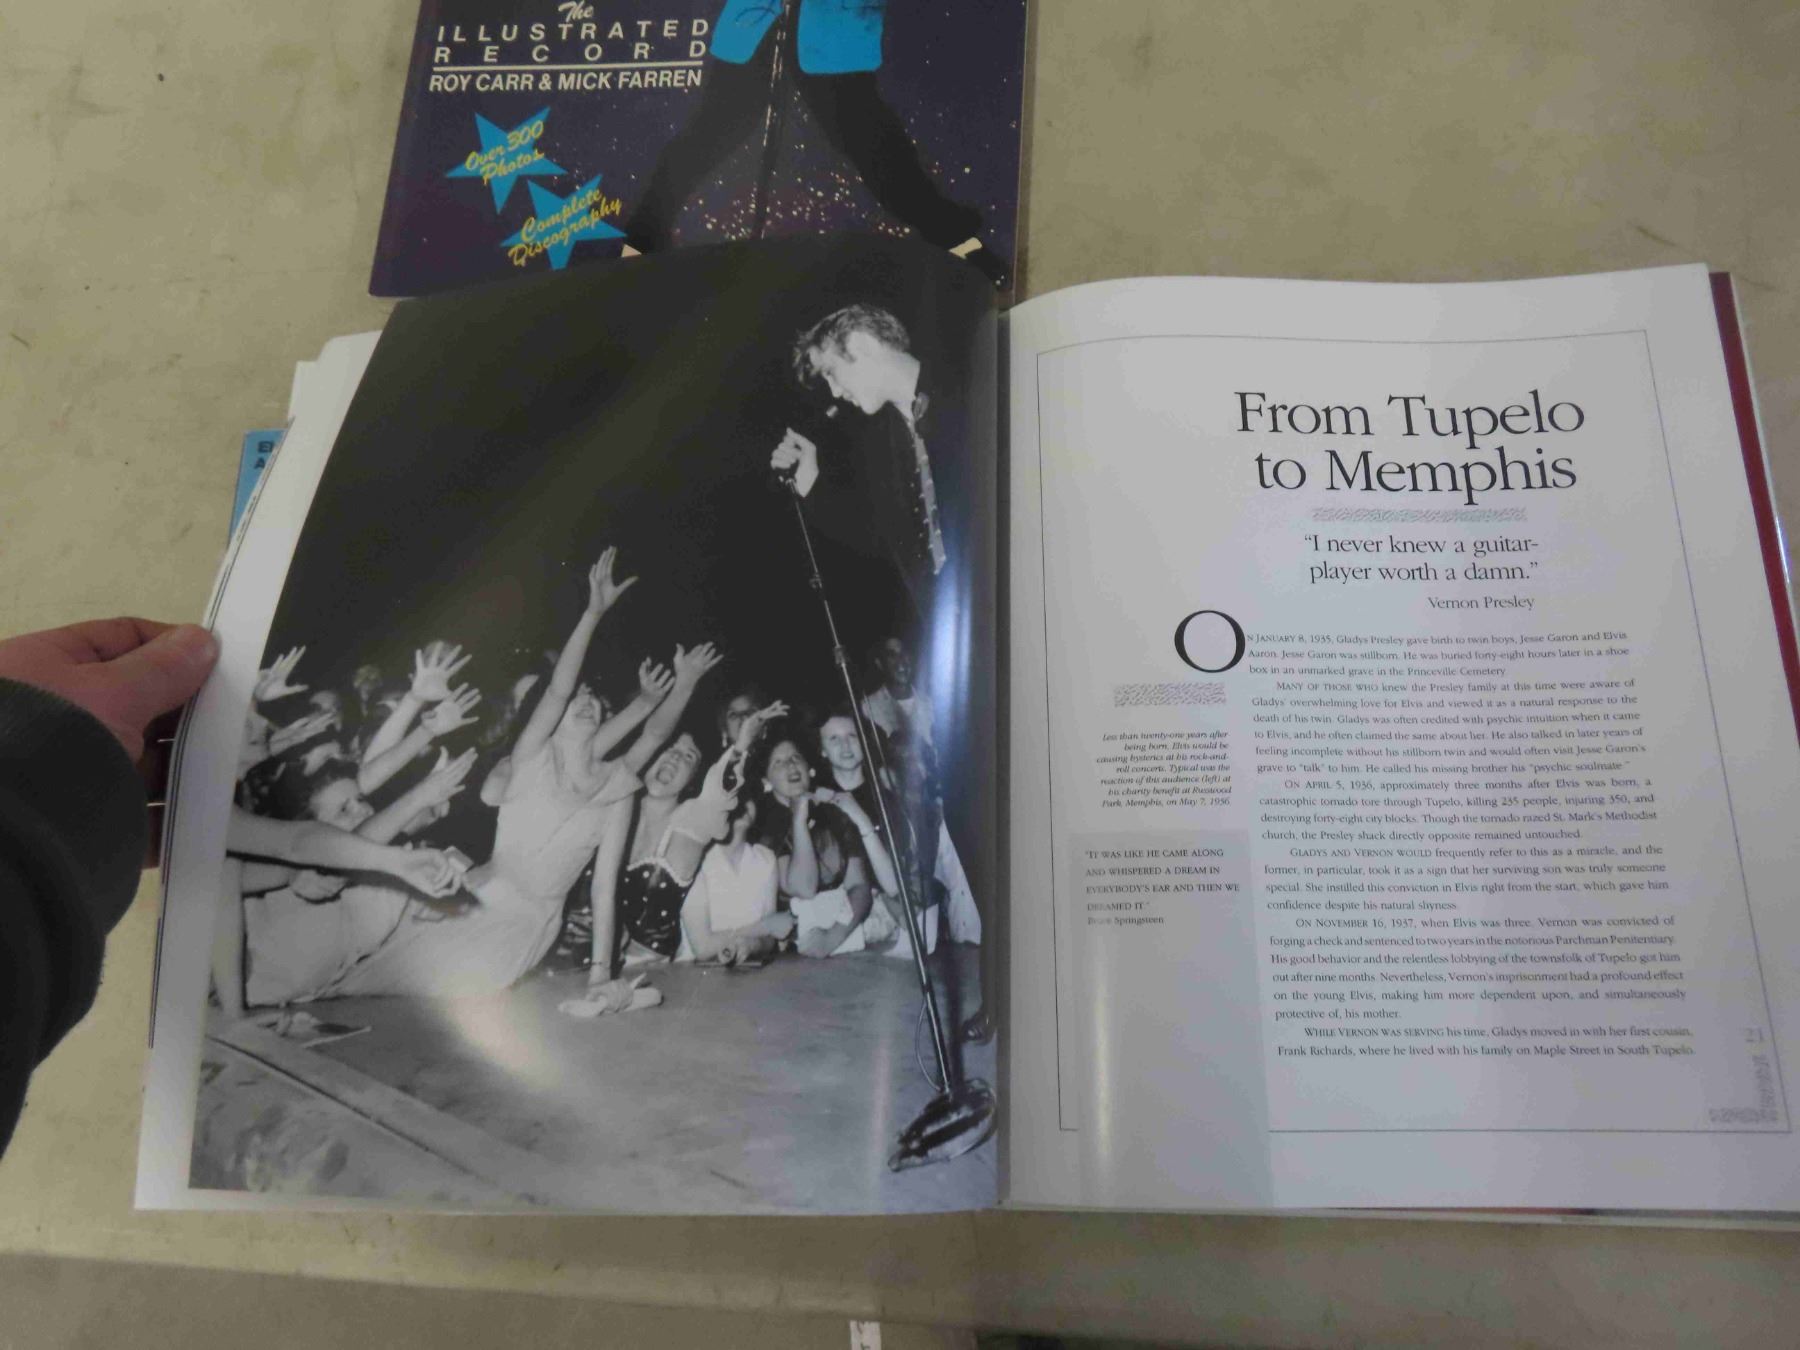 The
ILLUSTRATED
RECORD
ROY CARR & MICK FARREN
Over 300
Photos
Complete
Discography
From Tupelo
to Memphis
"I never knew a guitar-
player worth a damn."
Vernon Presley
ON JANUARY 8, 1935, Gladys Presley gave birth to twin boys, Jesse Garon and Elvis
Aaron. Jesse Garon was stillborn. He was buried forty-eight hours later in a shoe
box in an unmarked grave in the Princeville Cemetery.
MANY OF THOSE WHO knew the Presley family at this time were aware of
Gladys' overwhelming love for Elvis and viewed it as a natural response to the
death of his twin. Gladys was often credited with psychic intuition when it came
to Elvis, and he often claimed the same about her. He also talked in later years of
feeling incomplete without his stillborn twin and would often visit Jesse Garon's
grave to "talk" to him. He called his missing brother his "psychic soulmate."
ON APRIL 5, 1936, approximately three months after Elvis was born, a
catastrophic tornado tore through Tupelo, killing 235 people, injuring 350, and
destroying forty-eight city blocks. Though the tornado razed St. Mark's Methodist
church, the Presley shack directly opposite remained untouched.
GLADYS AND VERNON WOULD frequently refer to this as a miracle, and the
former, in particular, took it as a sign that her surviving son was truly someone
special. She instilled this conviction in Elvis right from the start, which gave him
confidence despite his natural shyness.
ON NOVEMBER 16, 1937, when Elvis was three, Vernon was convicted of
forging a check and sentenced to two years in the notorious Parchman Penitentiary.
His good behavior and the relentless lobbying of the townsfolk of Tupelo got him
out after nine months. Nevertheless, Vernon's imprisonment had a profound effect
on the young Elvis, making him more dependent upon, and simultaneously
protective of, his mother.
WHILE VERNON WAS SERVING his time, Gladys moved in with her first cousin,
Frank Richards, where he lived with his family on Maple Street in South Tupelo.
Less than twenty-one years after
being born, Elvis would be
causing hysterics at his rock-and-
roll concerts. Typical was the
reaction of this audience (left) at
his charity benefit at Russwood
Park, Memphis, on May 7, 1956.
"IT WAS LIKE HE CAME ALONG
AND WHISPERED A DREAM IN
EVERYBODY'S EAR AND THEN WE
DREAMED IT."
Bruce Springsteen